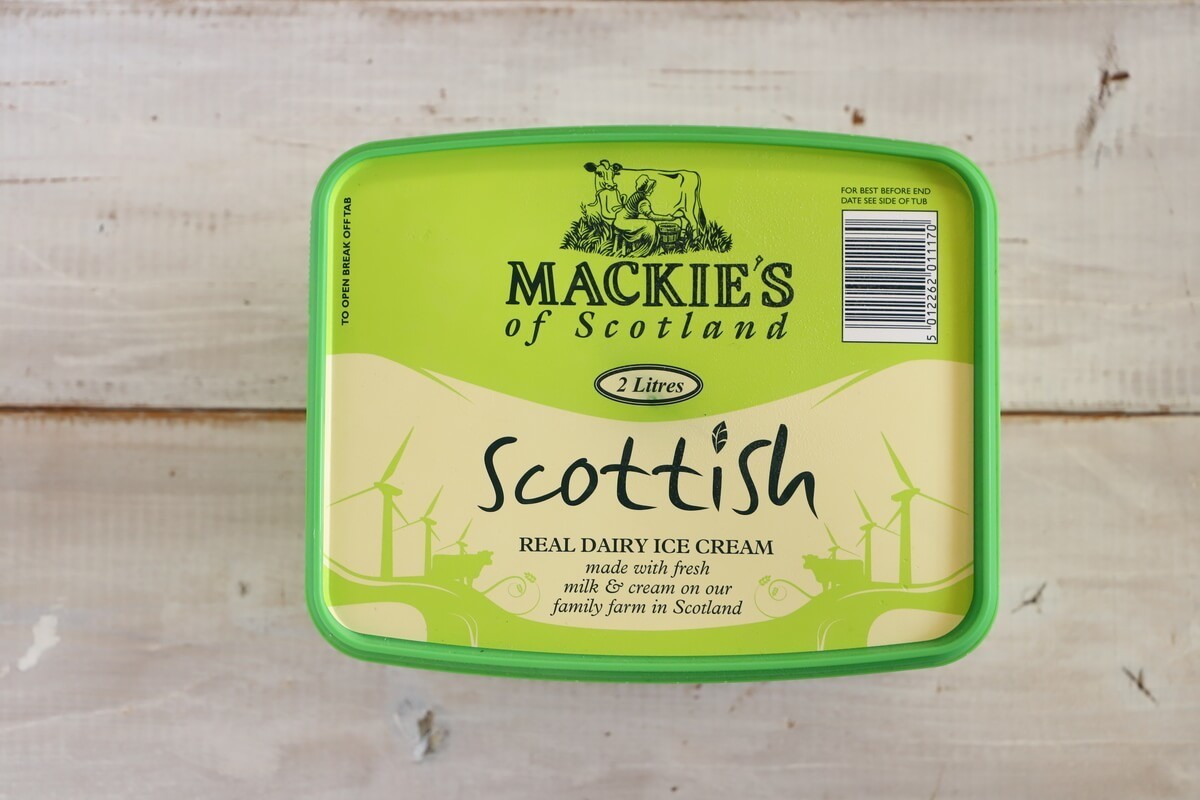 TO OPEN BREAK OFF TAB
MACKIE'S
of Scotland
FOR BEST BEFORE END
DATE SEE SIDE OF TUB
5 012262 011170
2 Litres
Scottish
REAL DAIRY ICE CREAM
made with fresh
milk & cream on our
family farm in Scotland